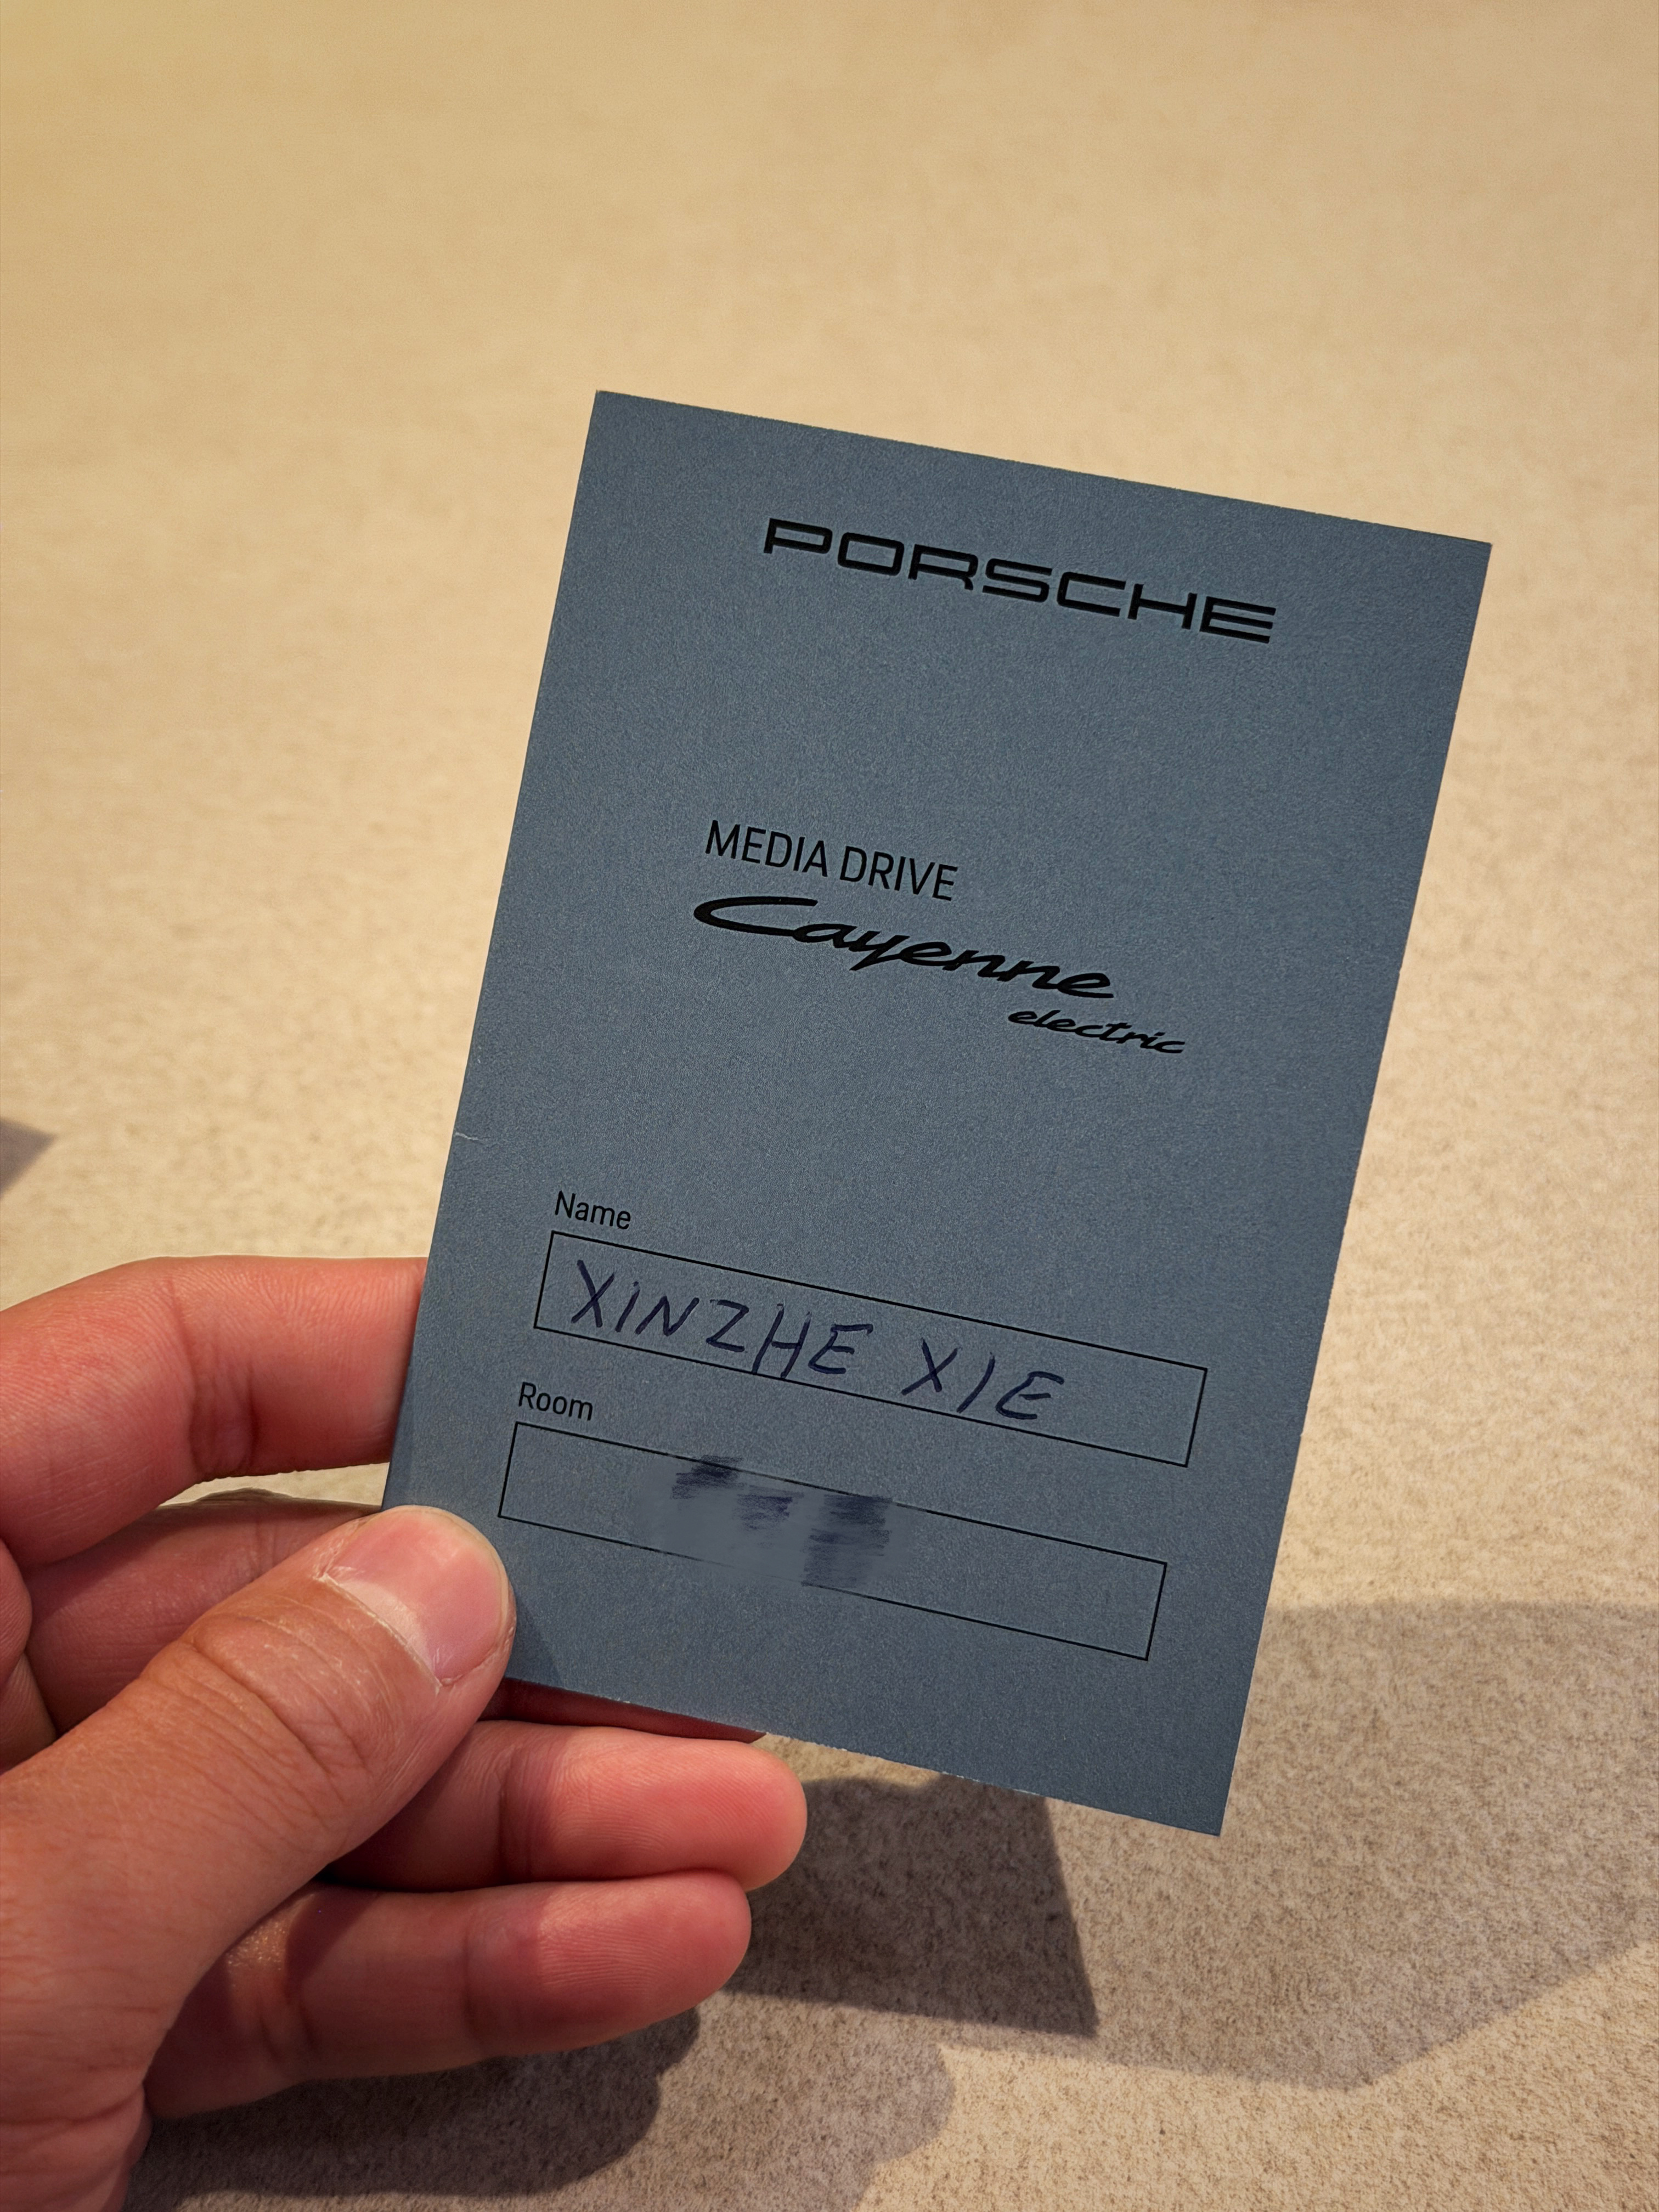 PORSCHE
MEDIA DRIVE
Cayenne
electric
Name
XINZHE XIE
Room